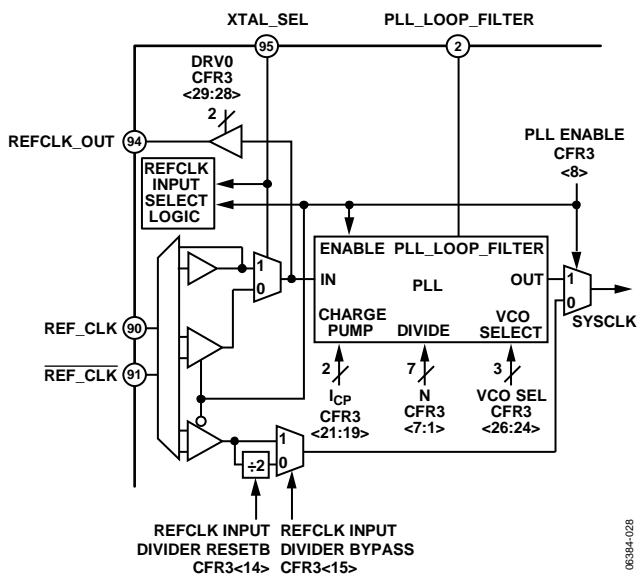 XTAL_SEL
PLL_LOOP_FILTER
95
2
DRV0
CFR3
<29:28>
2
REFCLK_OUT
94
PLL ENABLE
CFR3
<8>
REFCLK
INPUT
SELECT
LOGIC
ENABLE PLL_LOOP_FILTER
1
0
IN
PLL
OUT
1
0
SYSCLK
REF_CLK
90
CHARGE
PUMP
DIVIDE
VCO
SELECT
REF_CLK
91
2
7
3
ICP
CFR3
<21:19>
N
CFR3
<7:1>
VCO SEL
CFR3
<26:24>
1
÷2
0
REFCLK INPUT
DIVIDER RESETB
CFR3<14>
REFCLK INPUT
DIVIDER BYPASS
CFR3<15>
06384-028